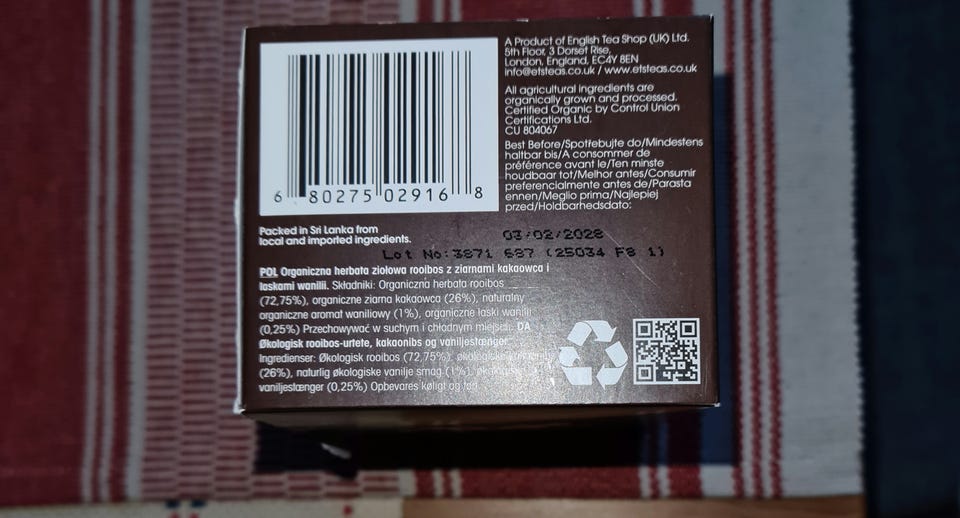 6 80275 02916 8
A Product of English Tea Shop (UK) Ltd.
5th Floor, 3 Dorset Rise,
London, England, EC4Y 8EN
info@etsteas.co.uk / www.etsteas.co.uk
All agricultural ingredients are
organically grown and processed.
Certified Organic by Control Union
Certifications Ltd.
CU 804067
Best Before/Spotřebujte do/Mindestens
haltbar bis/A consommer de
préférence avant le/Ten minste
houdbaar tot/Melhor antes/Consumir
preferencialmente antes de/Parasta
ennen/Meglio prima/Najlepiej
przed/Holdbarhedsdato:
Packed in Sri Lanka from
local and imported ingredients.
03/02/2028
Lot No:3871 687 (25034 F8 1)
POL Organiczna herbata ziołowa rooibos z ziarnami kakaowca i
laskami wanilii. Składniki: Organiczna herbata rooibos
(72,75%), organiczne ziarna kakaowca (26%), naturalny
organiczne aromat waniliowy (1%), organiczne laski wanilii
(0,25%) Przechowywać w suchym i chłodnym miejscu. DA
Økologisk rooibos-urtete, kakaonibs og vaniljestænger
Ingredienser: Økologisk rooibos (72,75%), økologiske
(26%), naturlig økologiske vanilje smag (1%),
vaniljestænger (0,25%) Opbevares køligt og tørt